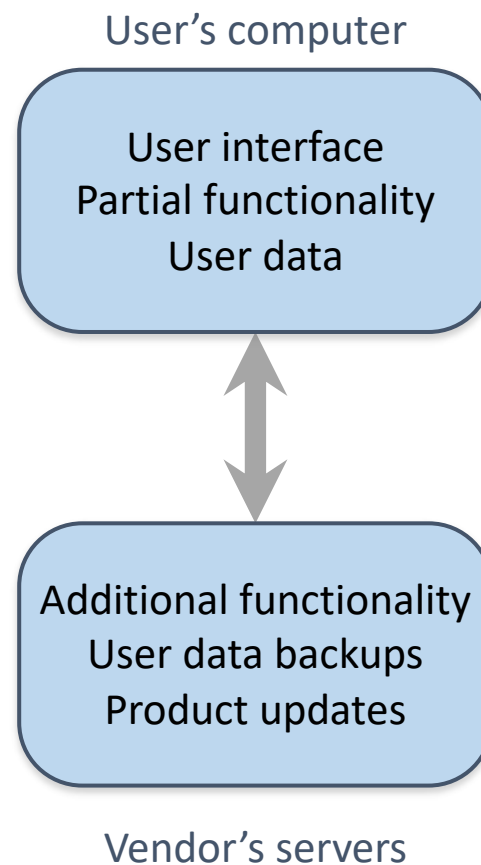 User’s computer
User interface
Partial functionality
User data
Additional functionality
User data backups
Product updates
Vendor’s servers